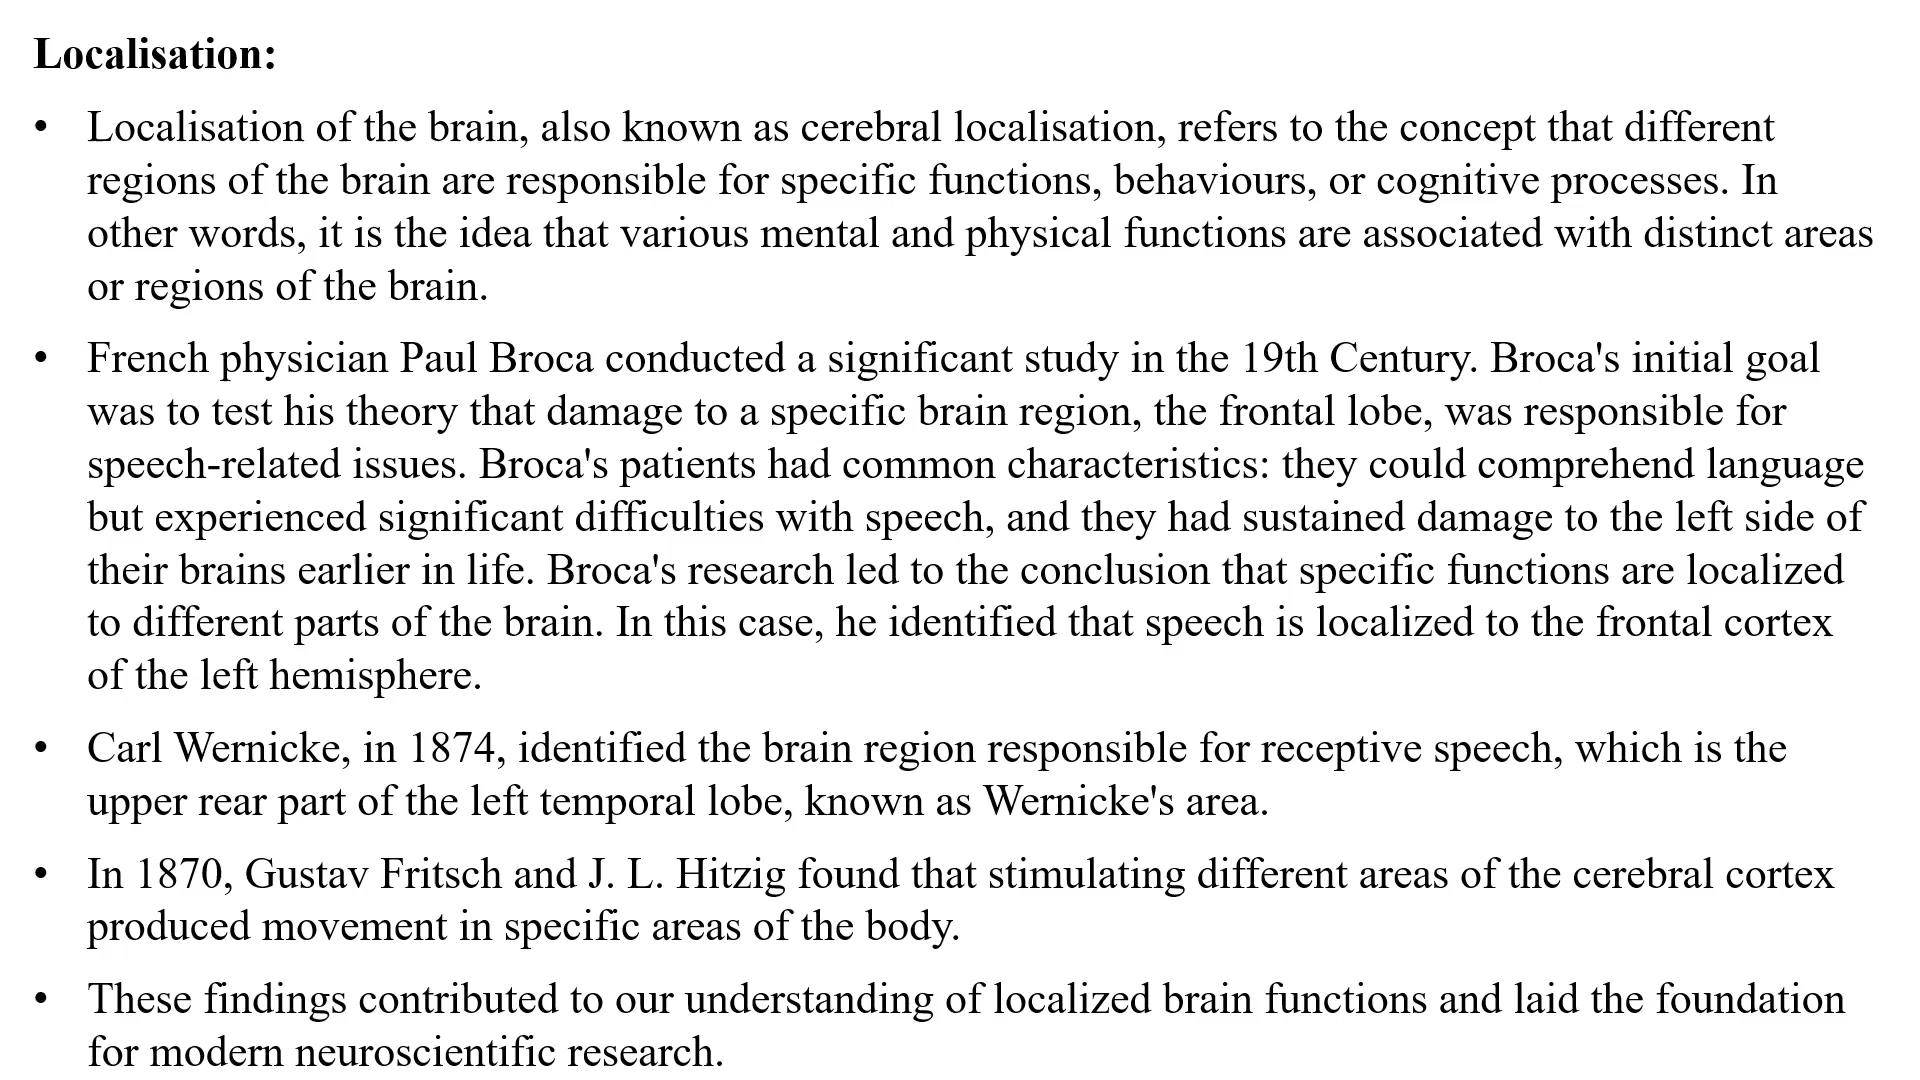 Localisation:
• Localisation of the brain, also known as cerebral localisation, refers to the concept that different
regions of the brain are responsible for specific functions, behaviours, or cognitive processes. In
other words, it is the idea that various mental and physical functions are associated with distinct areas
or regions of the brain.
• French physician Paul Broca conducted a significant study in the 19th Century. Broca's initial goal
was to test his theory that damage to a specific brain region, the frontal lobe, was responsible for
speech-related issues. Broca's patients had common characteristics: they could comprehend language
but experienced significant difficulties with speech, and they had sustained damage to the left side of
their brains earlier in life. Broca's research led to the conclusion that specific functions are localized
to different parts of the brain. In this case, he identified that speech is localized to the frontal cortex
of the left hemisphere.
• Carl Wernicke, in 1874, identified the brain region responsible for receptive speech, which is the
upper rear part of the left temporal lobe, known as Wernicke's area.
• In 1870, Gustav Fritsch and J. L. Hitzig found that stimulating different areas of the cerebral cortex
produced movement in specific areas of the body.
• These findings contributed to our understanding of localized brain functions and laid the foundation
for modern neuroscientific research.